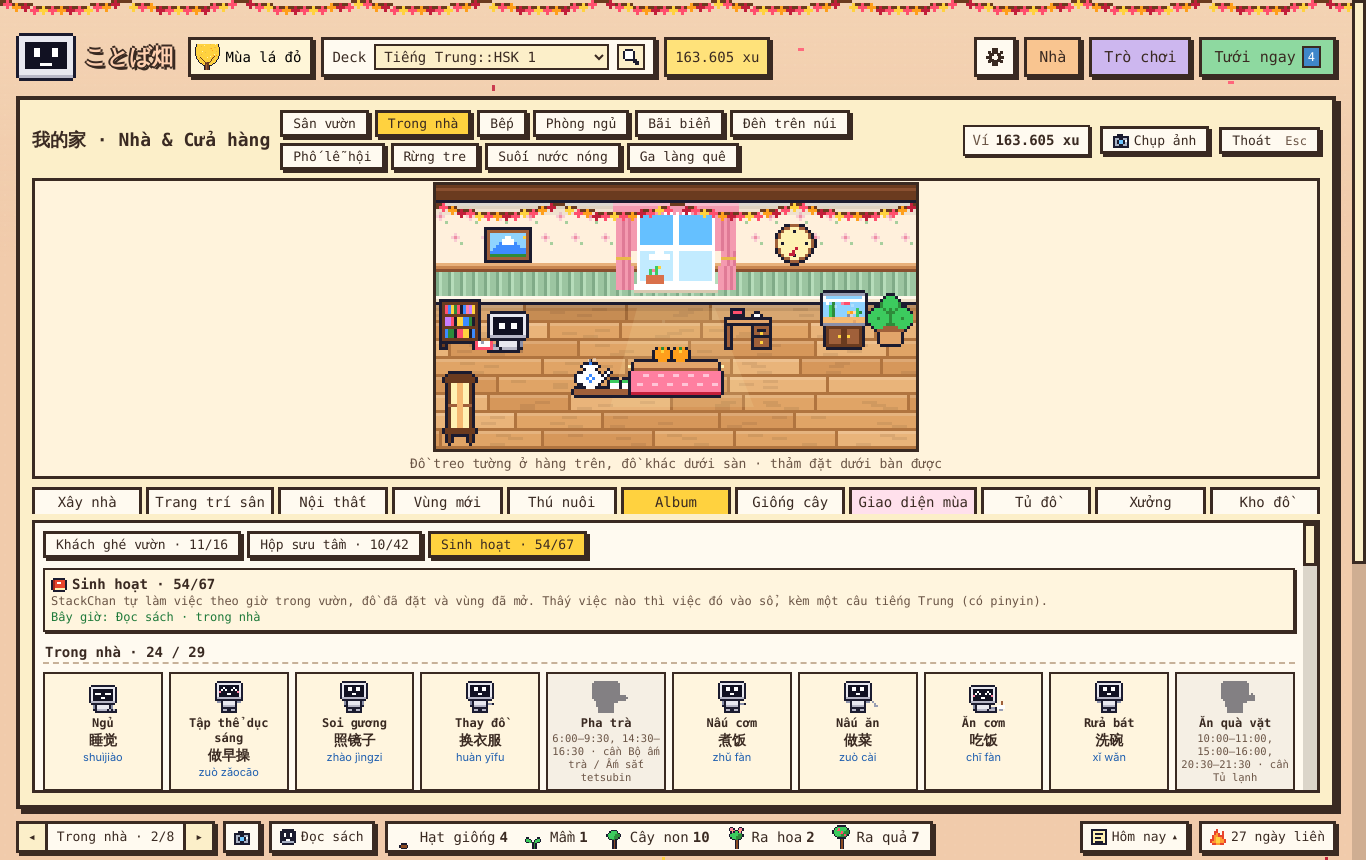 ことば畑
Mùa lá đỏ
Deck
Tiếng Trung::HSK 1
163.605 xu
Nhà
Trò chơi
Tưới ngay 4
我的家 · Nhà & Cửa hàng
Sân vườn
Trong nhà
Bếp
Phòng ngủ
Bãi biển
Đền trên núi
Phố lễ hội
Rừng tre
Suối nước nóng
Ga làng quê
Ví 163.605 xu
Chụp ảnh
Thoát Esc
Đồ treo tường ở hàng trên, đồ khác dưới sàn · thảm đặt dưới bàn được
Xây nhà
Trang trí sân
Nội thất
Vùng mới
Thú nuôi
Album
Giống cây
Giao diện mùa
Tủ đồ
Xưởng
Kho đồ
Khách ghé vườn · 11/16
Hộp sưu tầm · 10/42
Sinh hoạt · 54/67
Sinh hoạt · 54/67
StackChan tự làm việc theo giờ trong vườn, đồ đã đặt và vùng đã mở. Thấy việc nào thì việc đó vào sổ, kèm một câu tiếng Trung (có pinyin).
Bây giờ: Đọc sách · trong nhà
Trong nhà · 24 / 29
Ngủ
睡觉
shuìjiào
Tập thể dục
sáng
做早操
zuò zǎocāo
Soi gương
照镜子
zhào jìngzi
Thay đồ
换衣服
huàn yīfu
Pha trà
6:00–9:30, 14:30–
16:30 · cần Bộ ấm
trà / Ấm sắt
tetsubin
Nấu cơm
煮饭
zhǔ fàn
Nấu ăn
做菜
zuò cài
Ăn cơm
吃饭
chī fàn
Rửa bát
洗碗
xǐ wǎn
Ăn quà vặt
10:00–11:00,
15:00–16:00,
20:30–21:30 · cần
Tủ lạnh
Trong nhà · 2/8
Đọc sách
Hạt giống 4
Mầm 1
Cây non 10
Ra hoa 2
Ra quả 7
Hôm nay
27 ngày liền